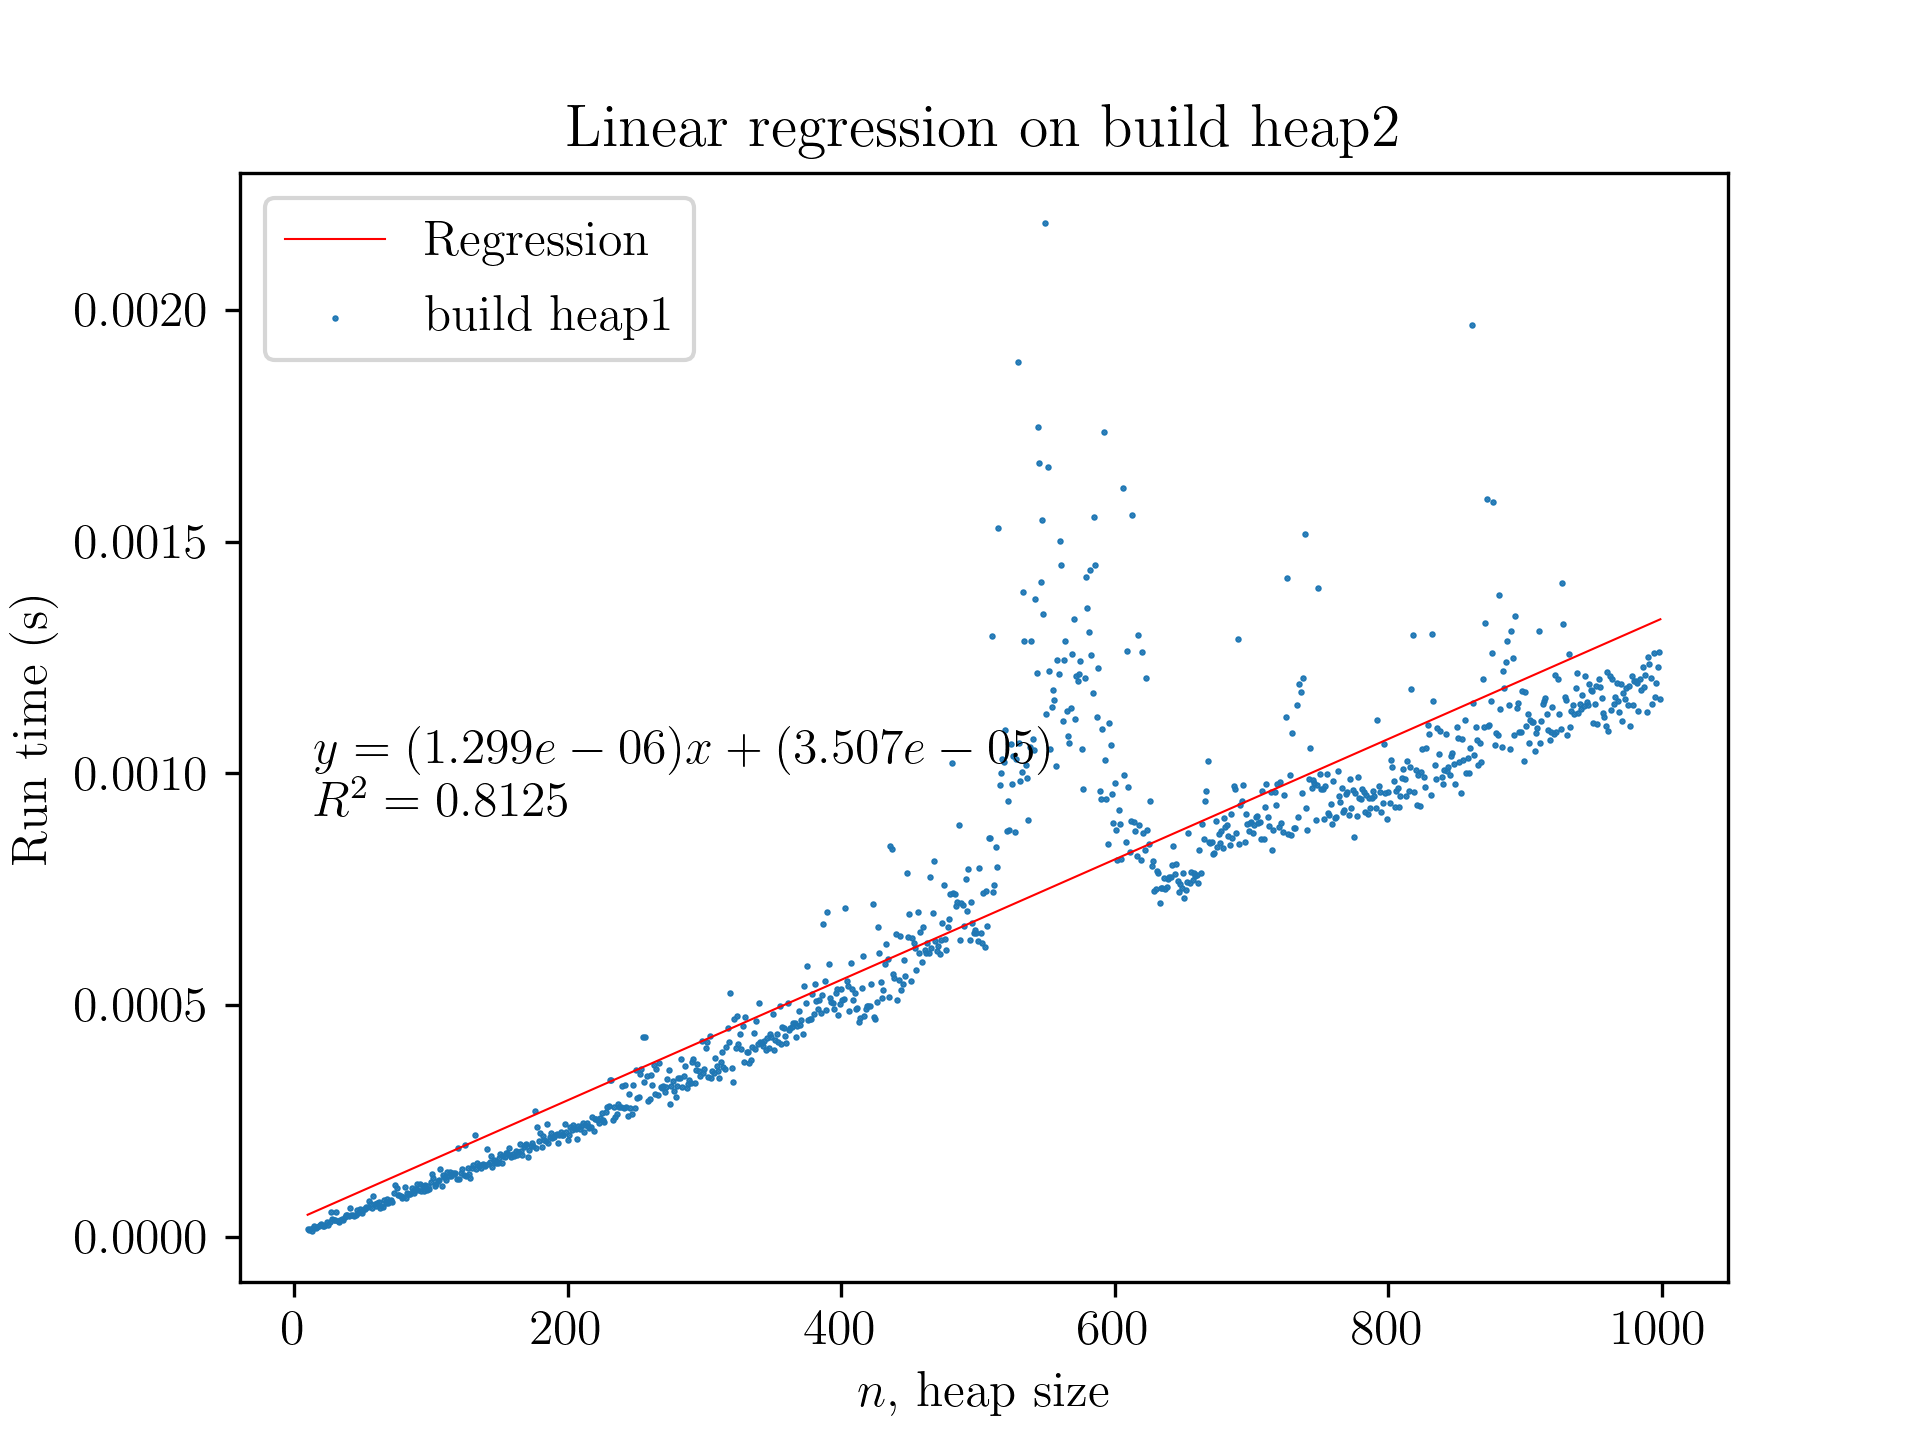 Linear regression on build heap2
Regression
build heap1
0.0020
0.0015
0.0010
0.0005
0.0000
Run time (s)
y = (1.299e − 06)x + (3.507e − 05)
R² = 0.8125
0 200 400 600 800 1000
n, heap size